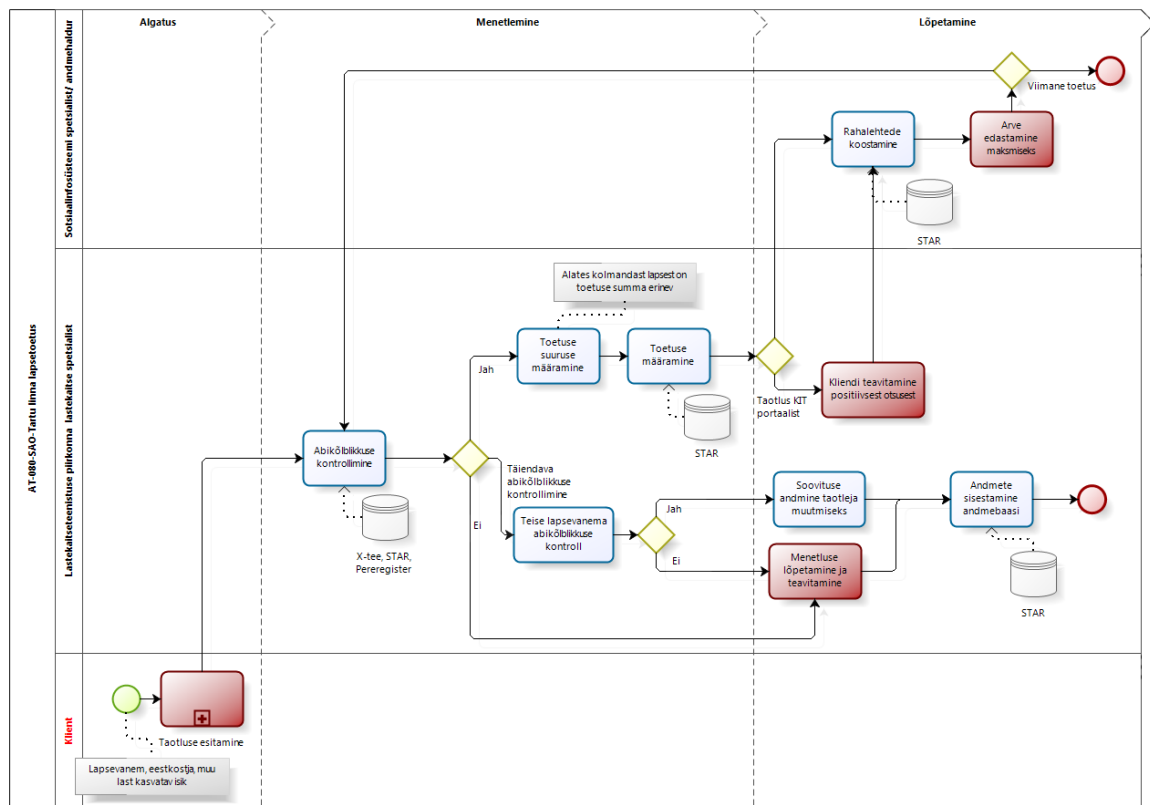 Algatus
Menetlemine
Lõpetamine
AT-080-SAO-Tartu linna lapsetoetus
Sotsiaalinfosüsteemi spetsialist/ andmehaldur
Viimane toetus
Rahalehtede
koostamine
Arve
edastamine
maksmiseks
STAR
Lastekaitseteenistuse piirkonna lastekaitse spetsialist
Alates kolmandast lapsest on
toetuse summa erinev
Toetuse
suuruse
määramine
Toetuse
määramine
Jah
Taotlus KIT
portaalist
Kliendi teavitamine
positiivsest otsusest
STAR
Abikõlblikkuse
kontrollimine
Täiendava
abikõlblikkuse
kontrollimine
Ei
X-tee, STAR,
Pereregister
Teise lapsevanema
abikõlblikkuse
kontroll
Jah
Ei
Soovituse
andmine taotleja
muutmiseks
Menetluse
lõpetamine ja
teavitamine
Andmete
sisestamine
andmebaasi
STAR
Klient
Taotluse esitamine
Lapsevanem, eestkostja, muu
last kasvatav isik